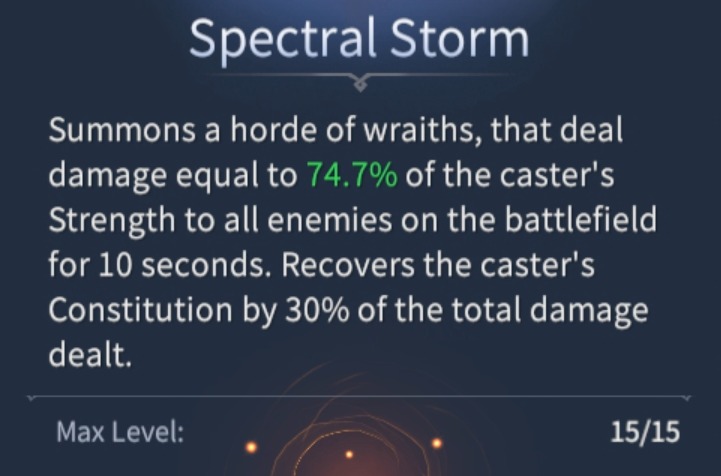 Spectral Storm
Summons a horde of wraiths, that deal
damage equal to 74.7% of the caster's
Strength to all enemies on the battlefield
for 10 seconds. Recovers the caster's
Constitution by 30% of the total damage
dealt.
Max Level: 15/15